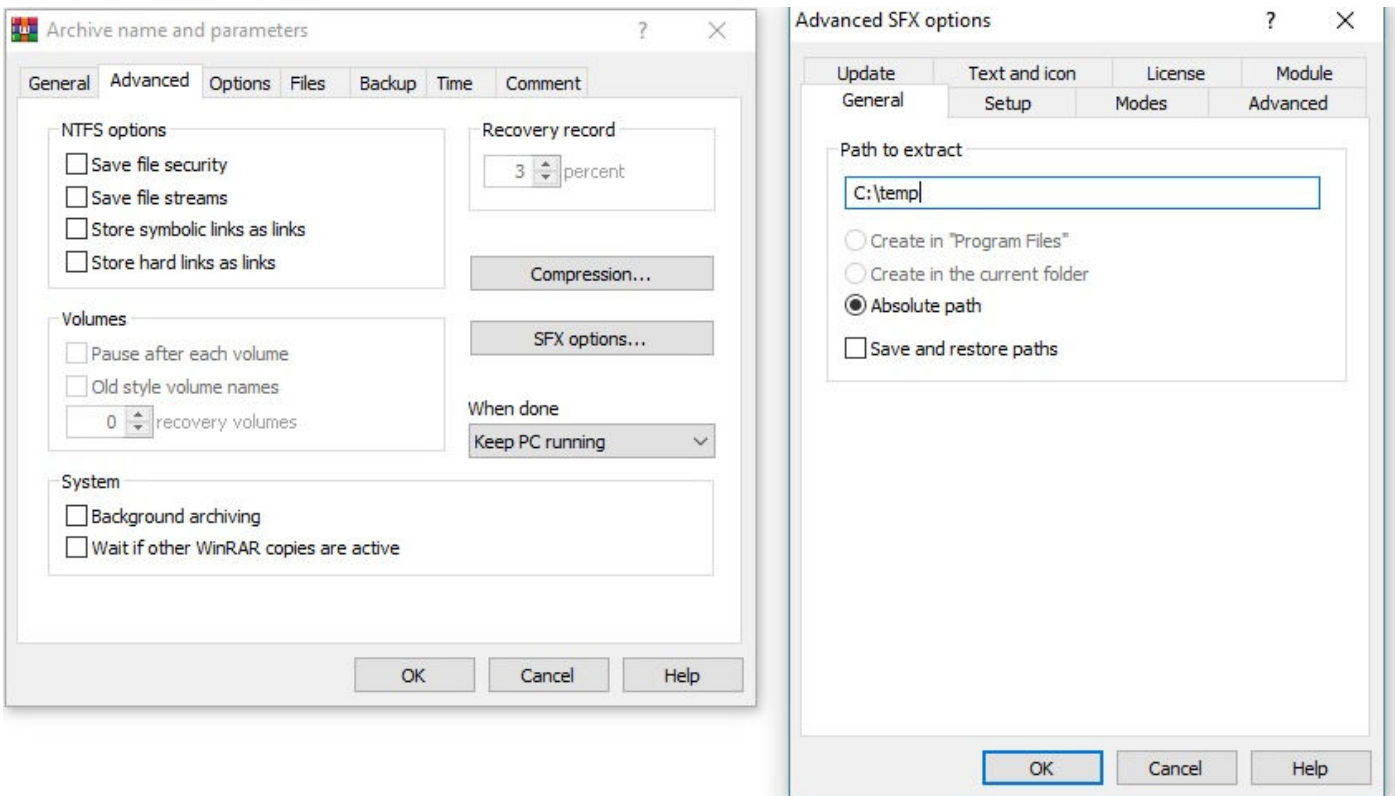 Archive name and parameters
General Advanced Options Files Backup Time Comment
NTFS options
Save file security
Save file streams
Store symbolic links as links
Store hard links as links
Recovery record
3 percent
Compression...
SFX options...
Volumes
Pause after each volume
Old style volume names
0 recovery volumes
When done
Keep PC running
System
Background archiving
Wait if other WinRAR copies are active
OK Cancel Help
Advanced SFX options
Update Text and icon License Module
General Setup Modes Advanced
Path to extract
C:\temp
Create in "Program Files"
Create in the current folder
Absolute path
Save and restore paths
OK Cancel Help